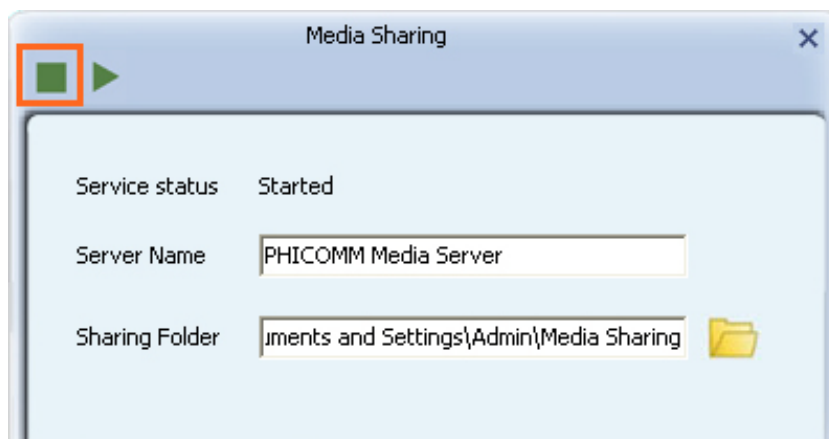 Media Sharing
Service status Started
Server Name PHICOMM Media Server
Sharing Folder uments and Settings\Admin\Media Sharing